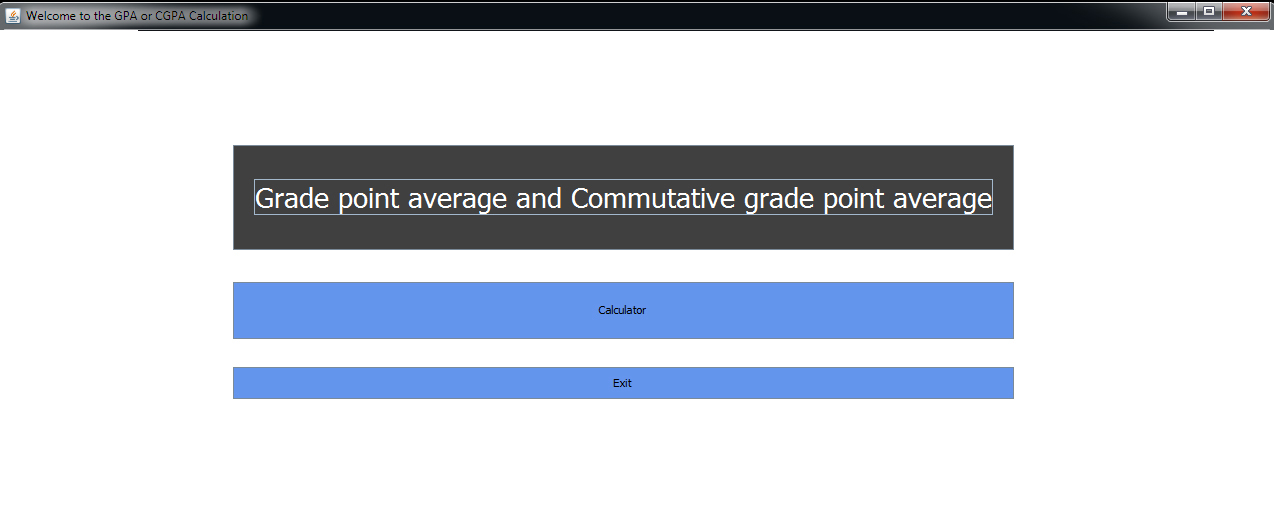 Welcome to the GPA or CGPA Calculation
Grade point average and Commutative grade point average
Calculator
Exit